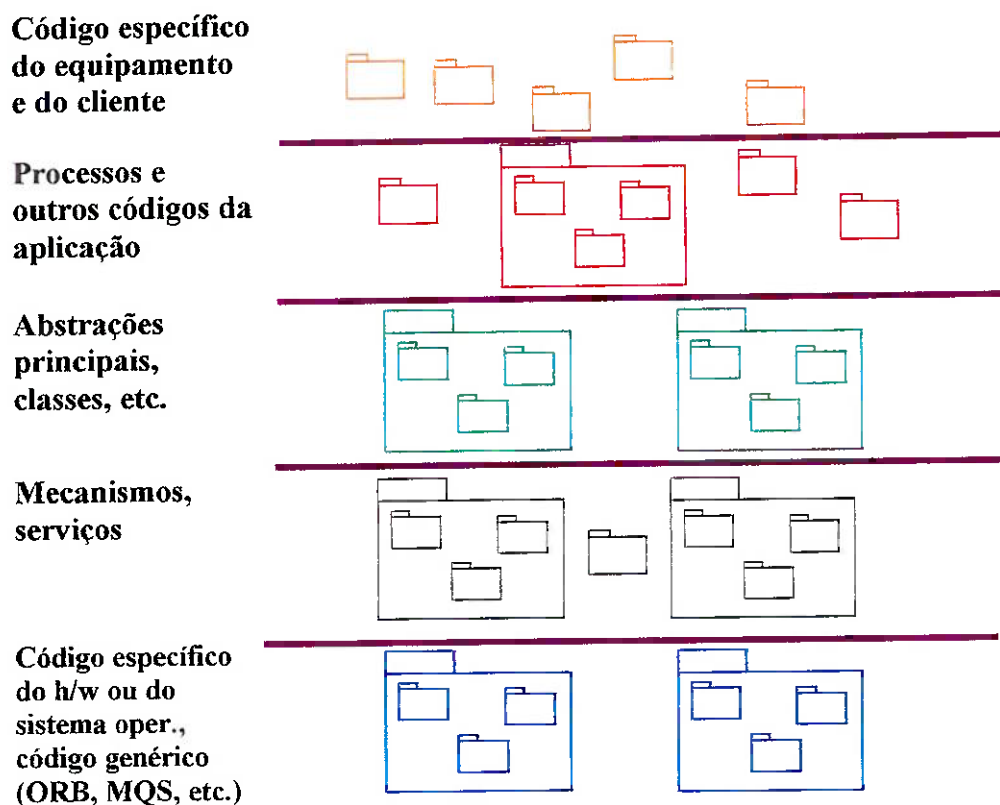 Código específico
do equipamento
e do cliente
Processos e
outros códigos da
aplicação
Abstrações
principais,
classes, etc.
Mecanismos,
serviços
Código específico
do h/w ou do
sistema oper.,
código genérico
(ORB, MQS, etc.)